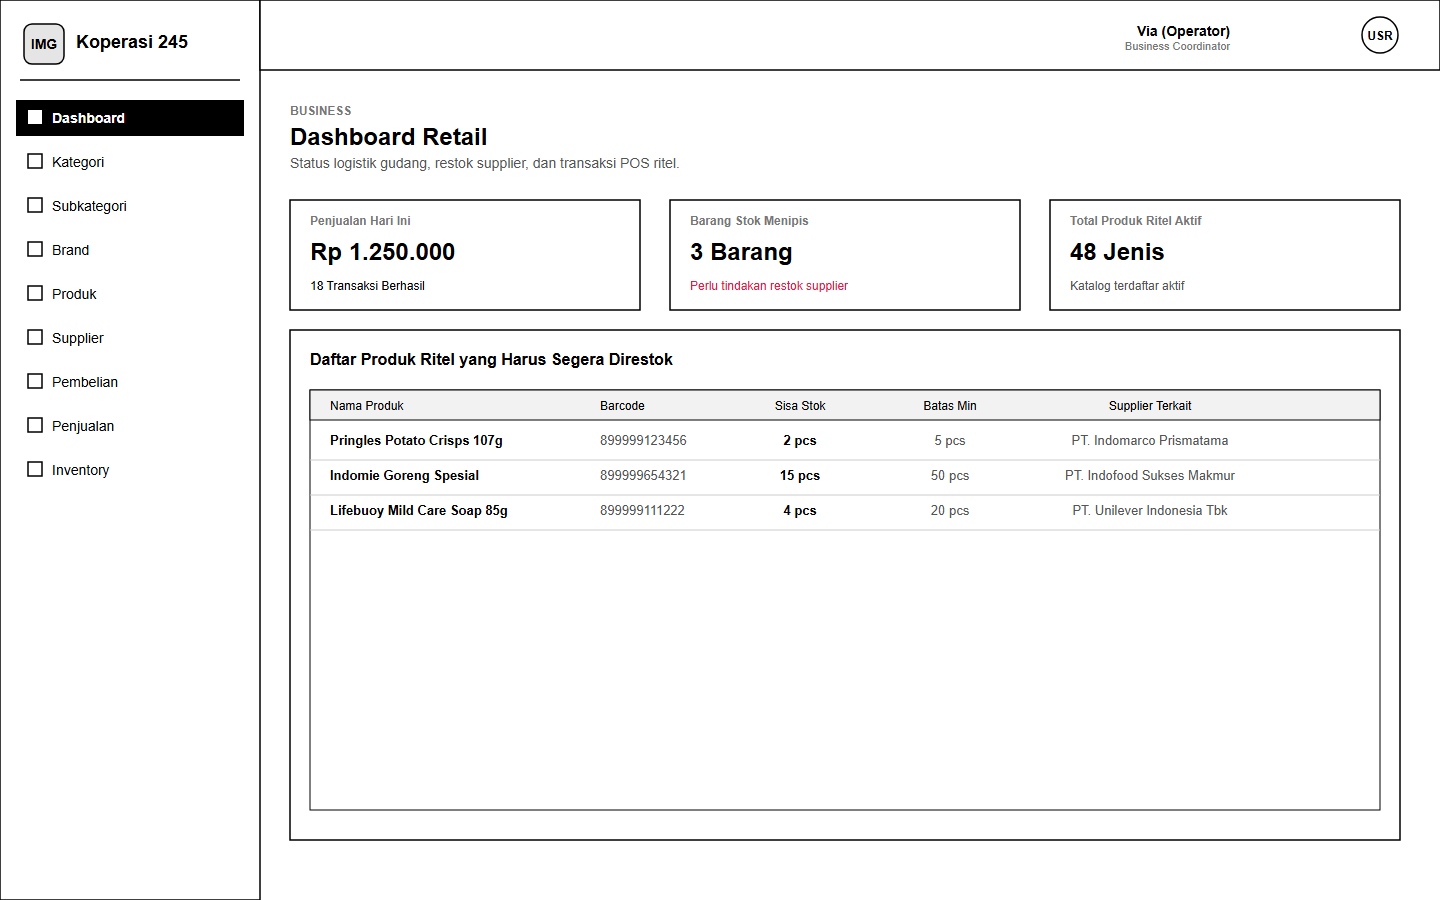 IMG Koperasi 245
Via (Operator)
Business Coordinator
USR
Dashboard
Kategori
Subkategori
Brand
Produk
Supplier
Pembelian
Penjualan
Inventory
BUSINESS
Dashboard Retail
Status logistik gudang, restok supplier, dan transaksi POS ritel.
Penjualan Hari Ini
Rp 1.250.000
18 Transaksi Berhasil
Barang Stok Menipis
3 Barang
Perlu tindakan restok supplier
Total Produk Ritel Aktif
48 Jenis
Katalog terdaftar aktif
Daftar Produk Ritel yang Harus Segera Direstok
Nama Produk Barcode Sisa Stok Batas Min Supplier Terkait
Pringles Potato Crisps 107g 899999123456 2 pcs 5 pcs PT. Indomarco Prismatama
Indomie Goreng Spesial 899999654321 15 pcs 50 pcs PT. Indofood Sukses Makmur
Lifebuoy Mild Care Soap 85g 899999111222 4 pcs 20 pcs PT. Unilever Indonesia Tbk